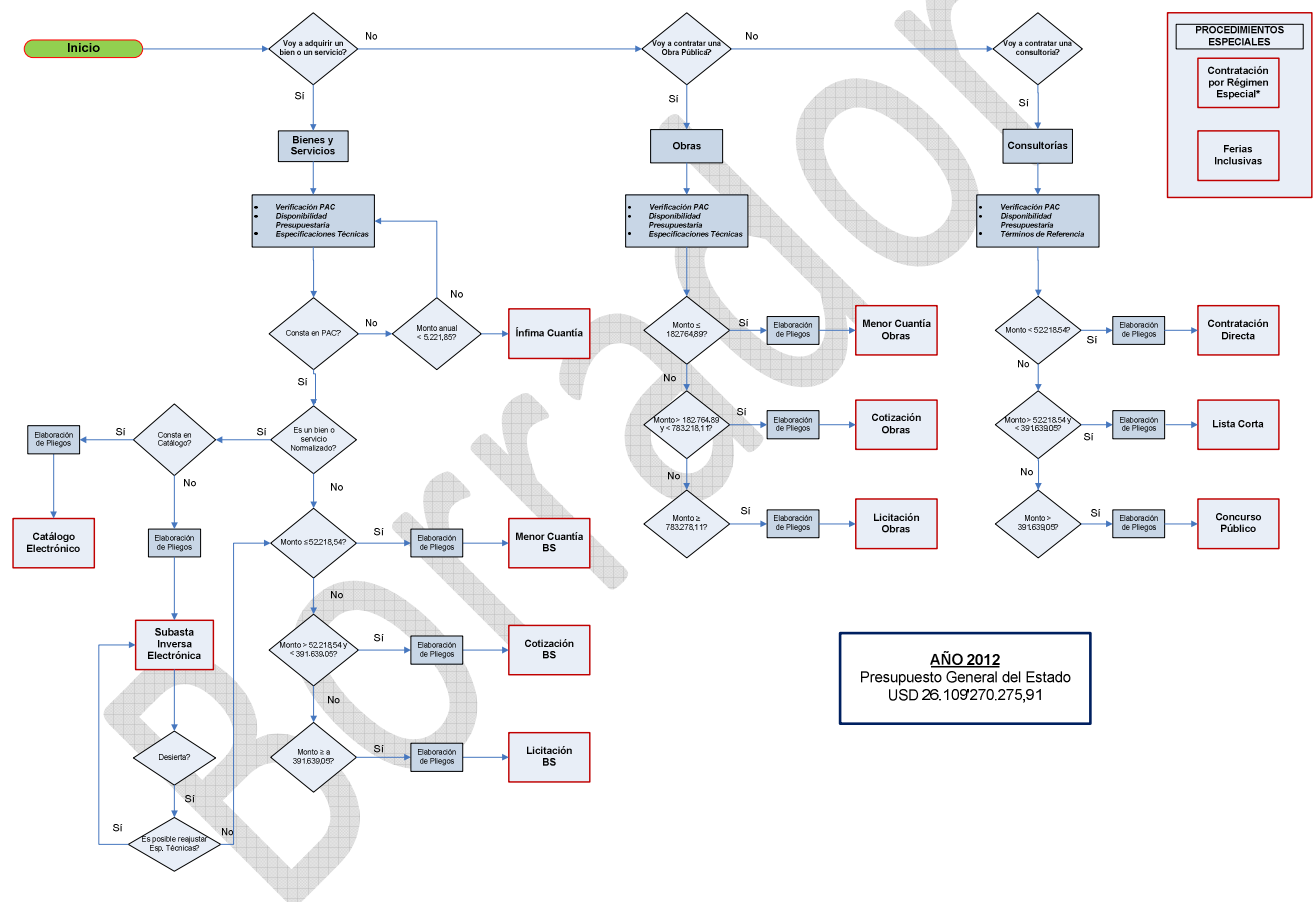 Inicio
Voy a adquirir un
bien o un servicio?
No
Voy a contratar una
Obra Pública?
No
Voy a contratar una
consultoría?
Sí
Sí
Sí
PROCEDIMIENTOS
ESPECIALES
Contratación
por Régimen
Especial*
Ferias
Inclusivas
Bienes y
Servicios
Obras
Consultorías
• Verificación PAC
• Disponibilidad
Presupuestaría
• Especificaciones Técnicas
• Verificación PAC
• Disponibilidad
Presupuestaría
• Especificaciones Técnicas
• Verificación PAC
• Disponibilidad
Presupuestaría
• Términos de Referencia
Consta en PAC?
No
Monto anual
< 5.221,85?
No
Ínfima Cuantía
Sí
Monto ≤
182.764,89?
Sí
Elaboración
de Pliegos
Menor Cuantía
Obras
No
Monto > 182.764,89
y < 783.218,11?
Sí
Elaboración
de Pliegos
Cotización
Obras
No
Monto ≥
783.278,11?
Sí
Elaboración
de Pliegos
Licitación
Obras
Monto < 52.218,54?
Sí
Elaboración
de Pliegos
Contratación
Directa
No
Monto > 52.218,54 y
< 391.639,05?
Sí
Elaboración
de Pliegos
Lista Corta
No
Monto >
391.639,05?
Sí
Elaboración
de Pliegos
Concurso
Público
Es un bien o
servicio
Normalizado?
Sí
Consta en
Catálogo?
Sí
Elaboración
de Pliegos
Catálogo
Electrónico
No
Elaboración
de Pliegos
Subasta
Inversa
Electrónica
Desierta?
Sí
Es posible reajustar
Esp. Técnicas?
Sí
No
No
Monto ≤ 52.218,54?
Sí
Elaboración
de Pliegos
Menor Cuantía
BS
No
Monto > 52.218,54 y
< 391.639,05?
Sí
Elaboración
de Pliegos
Cotización
BS
No
Monto ≥ a
391.639,05?
Sí
Elaboración
de Pliegos
Licitación
BS
AÑO 2012
Presupuesto General del Estado
USD 26.109'270.275,91
Borrador